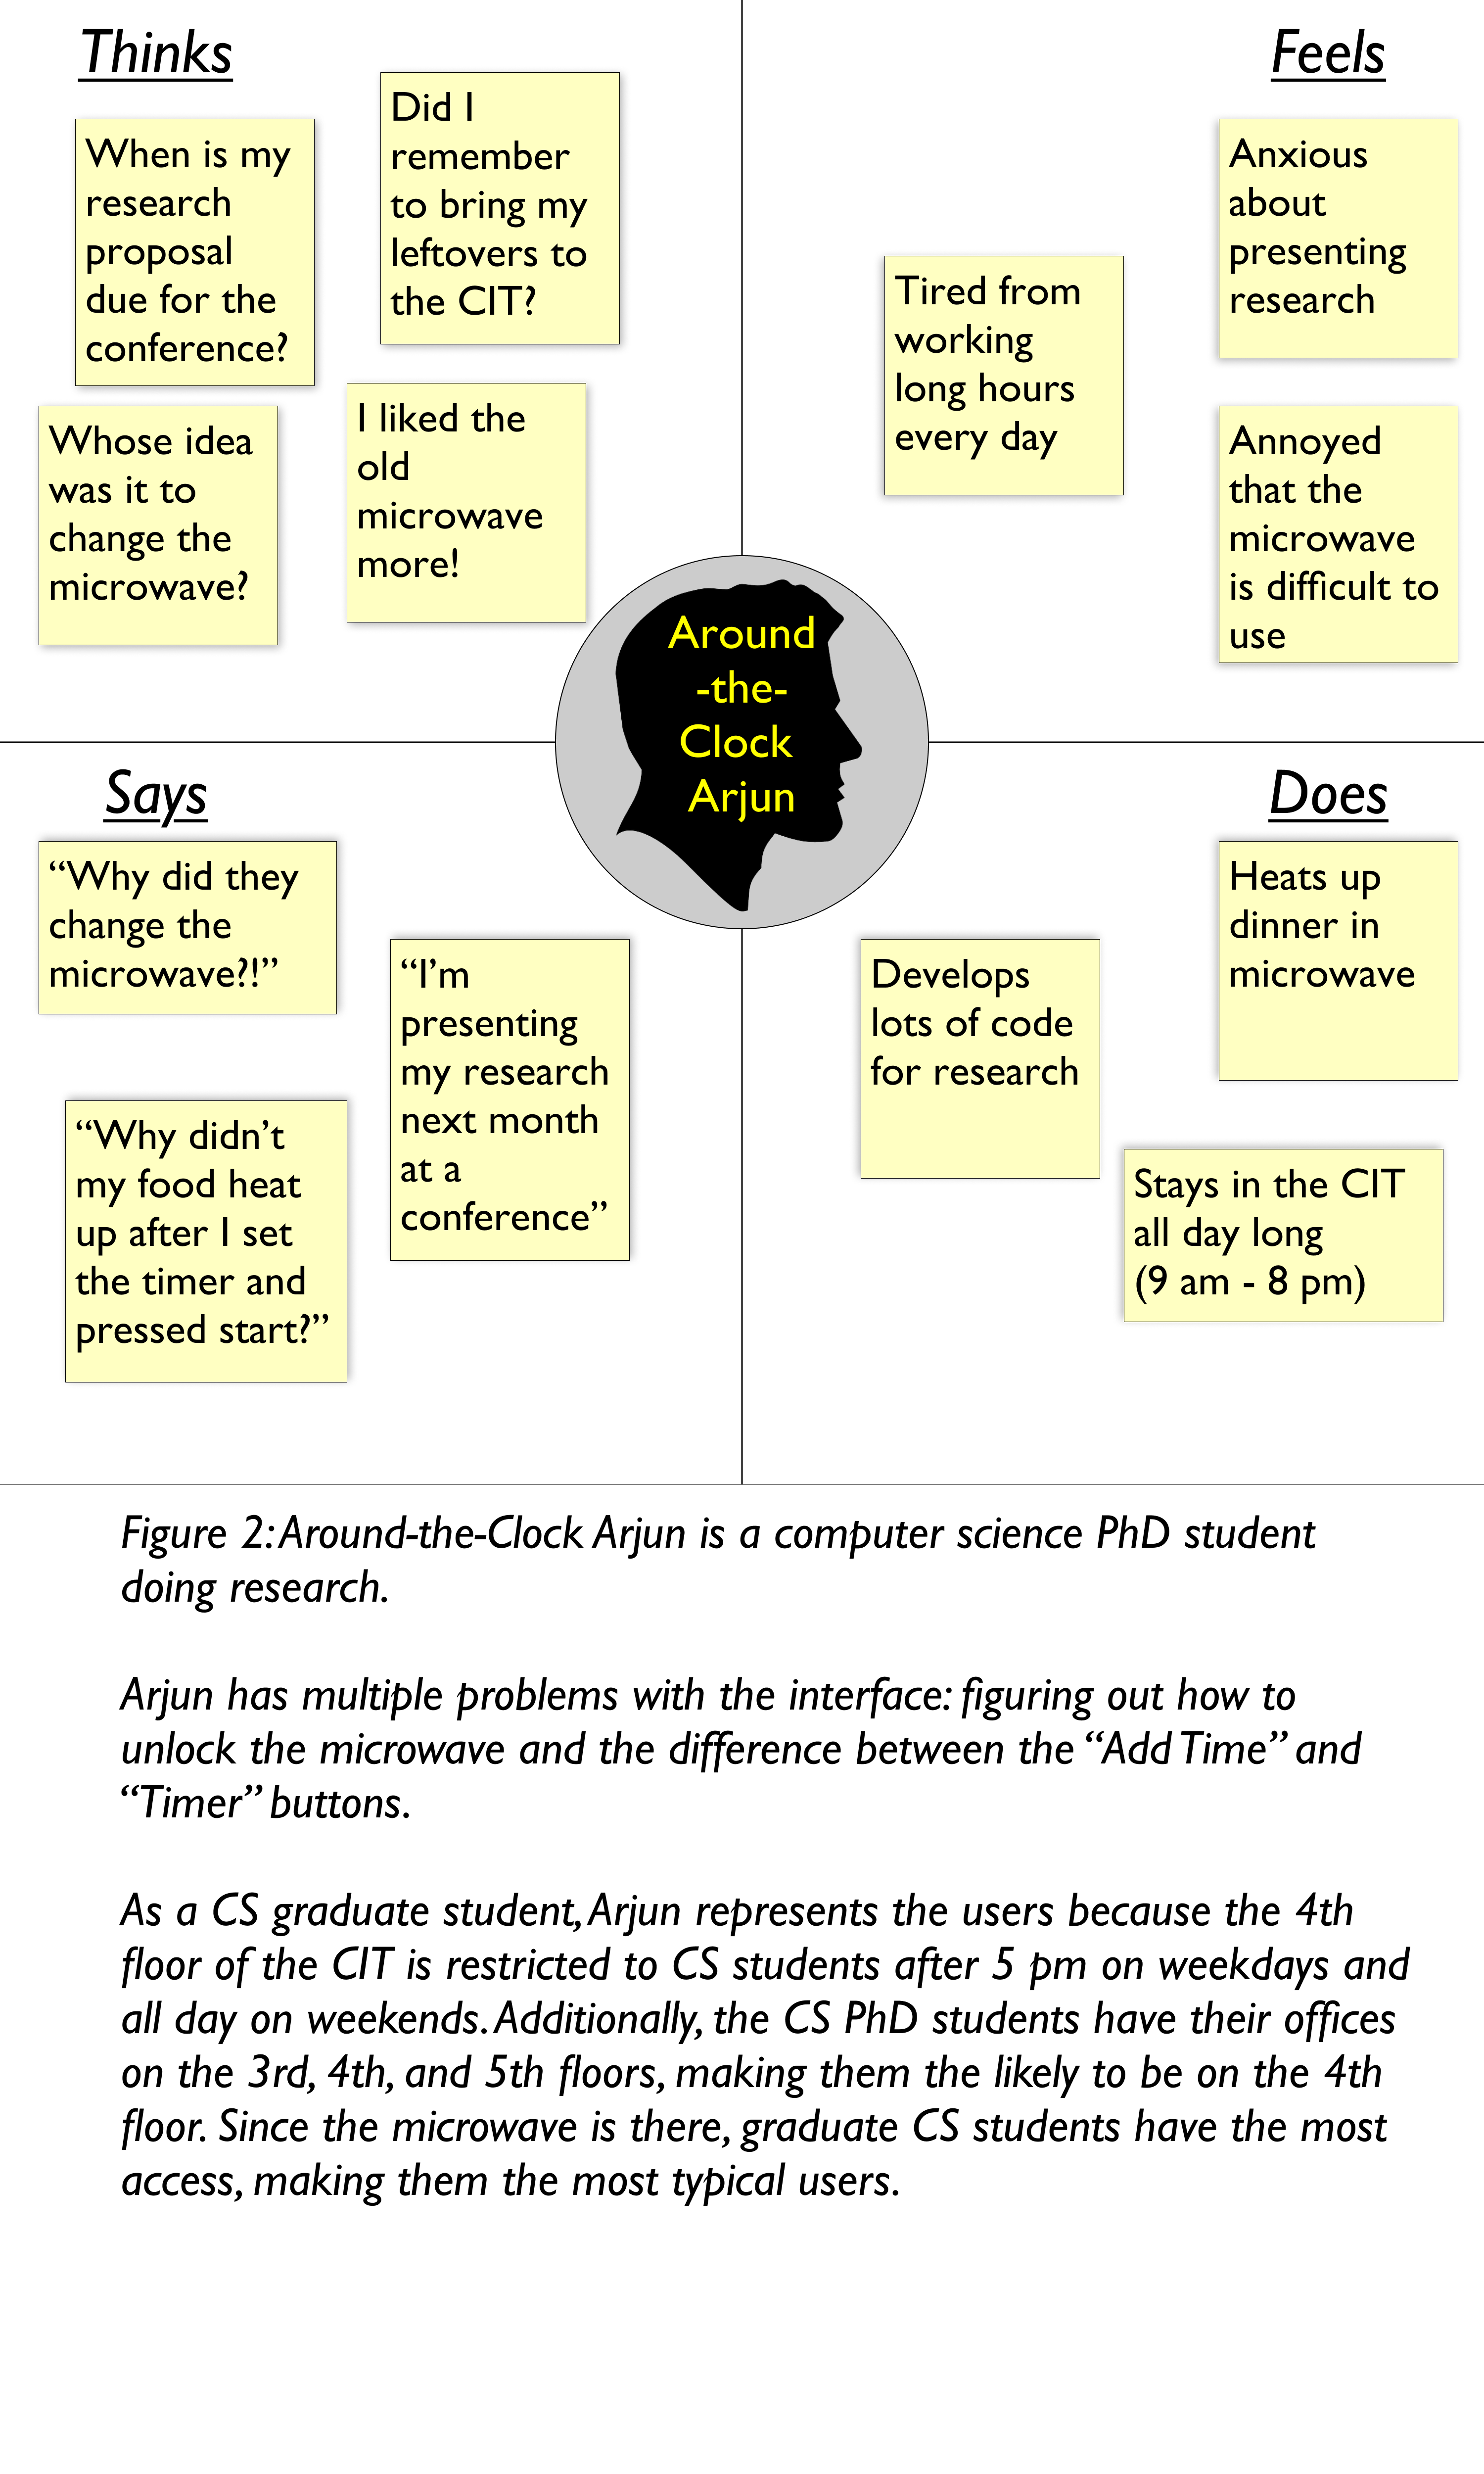 Thinks
When is my
research
proposal
due for the
conference?
Did I
remember
to bring my
leftovers to
the CIT?
Whose idea
was it to
change the
microwave?
I liked the
old
microwave
more!
Feels
Anxious
about
presenting
research
Tired from
working
long hours
every day
Annoyed
that the
microwave
is difficult to
use
Around
-the-
Clock
Arjun
Says
“Why did they
change the
microwave?!”
“I’m
presenting
my research
next month
at a
conference”
“Why didn’t
my food heat
up after I set
the timer and
pressed start?”
Does
Heats up
dinner in
microwave
Develops
lots of code
for research
Stays in the CIT
all day long
(9 am - 8 pm)
Figure 2: Around-the-Clock Arjun is a computer science PhD student
doing research.
Arjun has multiple problems with the interface: figuring out how to
unlock the microwave and the difference between the “Add Time” and
“Timer” buttons.
As a CS graduate student, Arjun represents the users because the 4th
floor of the CIT is restricted to CS students after 5 pm on weekdays and
all day on weekends. Additionally, the CS PhD students have their offices
on the 3rd, 4th, and 5th floors, making them the likely to be on the 4th
floor. Since the microwave is there, graduate CS students have the most
access, making them the most typical users.